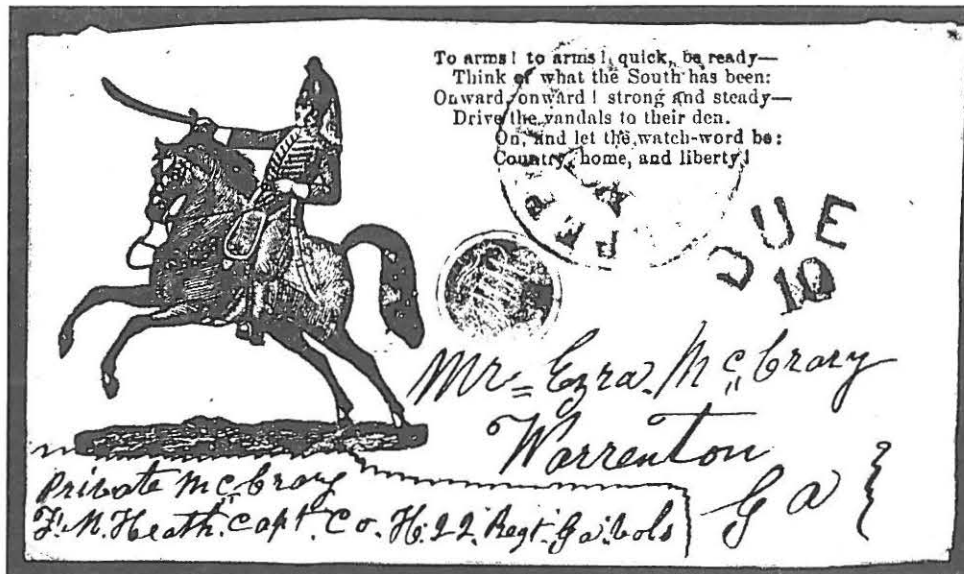 To arms! to arms! quick, be ready—
Think of what the South has been:
Onward, onward! strong and steady—
Drive the vandals to their den.
On, and let the watch-word be:
Country, home, and liberty!
DUE
10
Mr. Ezra McCrary
Warrenton
Ga
Private McCrary
F. M. Heath. Capt. Co. H. 22. Regt. Ga. vols